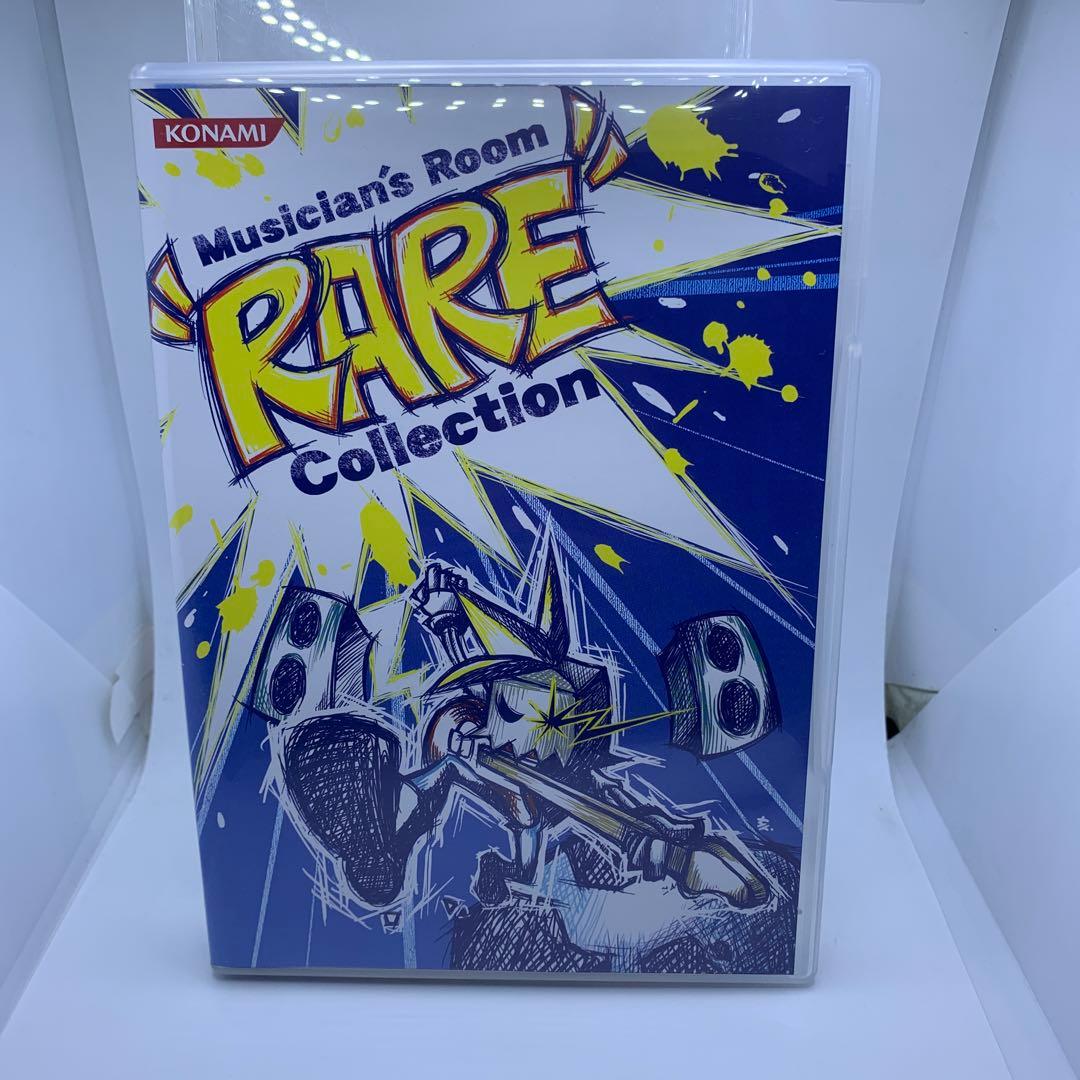 KONAMI
Musician's Room
"RARE"
Collection